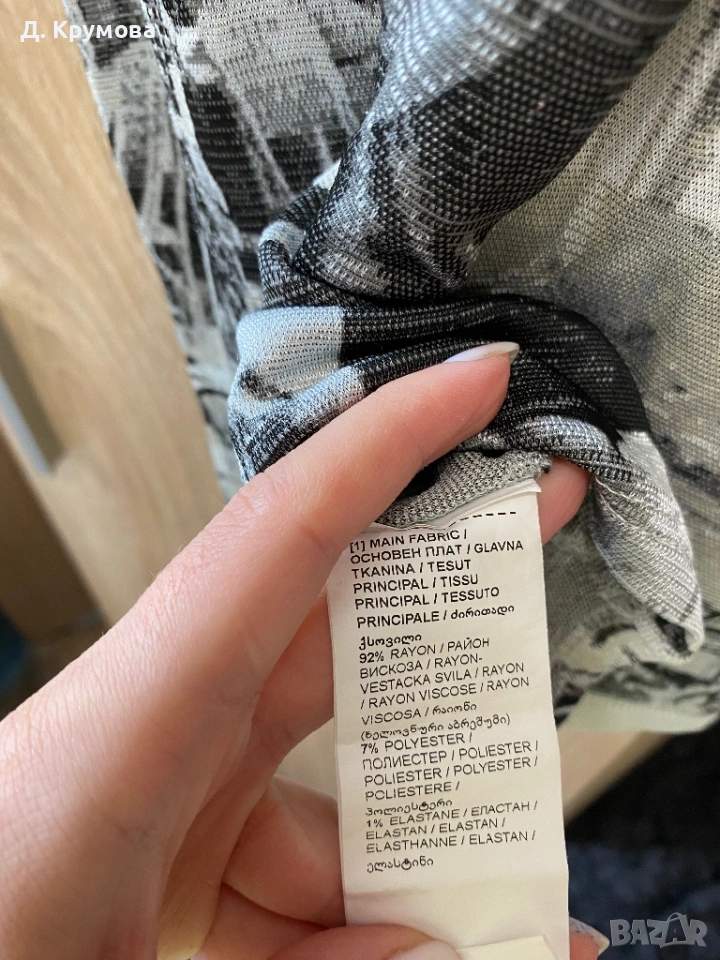 Д. Крумова
[1] MAIN FABRIC /
ОСНОВЕН ПЛАТ / GLAVNA
TKANINA / TESUT
PRINCIPAL / TISSU
PRINCIPAL / TESSUTO
PRINCIPALE / ძირითადი
ქსოვილი
92% RAYON / РАЙОН
ВИСКОЗА / RAYON-
VESTACKA SVILA / RAYON
/ RAYON VISCOSE / RAYON
VISCOSA / რაიონი
(ხელოვნური აბრეშუმი)
7% POLYESTER /
ПОЛИЕСТЕР / POLIESTER /
POLIESTER / POLYESTER /
POLIESTERE /
პოლიესტერი
1% ELASTANE / ЕЛАСТАН /
ELASTAN / ELASTAN /
ELASTHANNE / ELASTAN /
ელასტინი
BAZAR